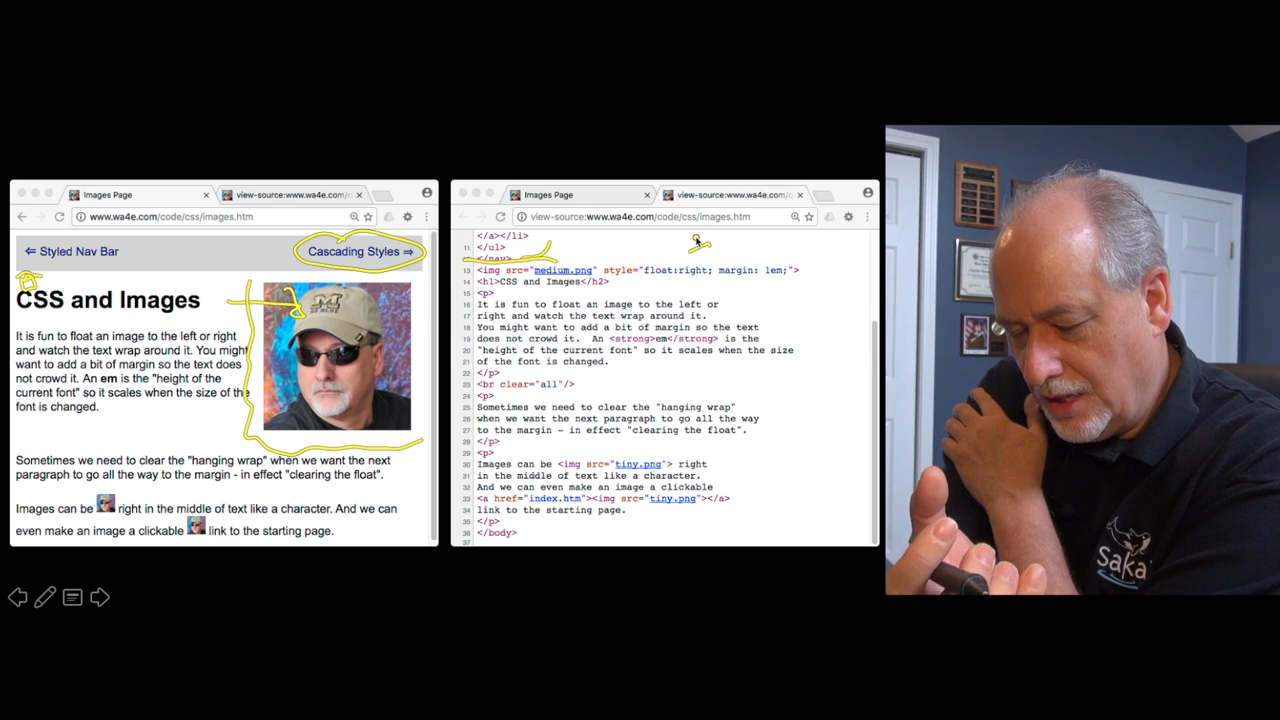 Images Page
view-source:www.wa4e.com/c
www.wa4e.com/code/css/images.htm
⇐ Styled Nav Bar
Cascading Styles ⇒
CSS and Images
It is fun to float an image to the left or right
and watch the text wrap around it. You might
want to add a bit of margin so the text does
not crowd it. An em is the "height of the
current font" so it scales when the size of the
font is changed.
Sometimes we need to clear the "hanging wrap" when we want the next
paragraph to go all the way to the margin - in effect "clearing the float".
Images can be right in the middle of text like a character. And we can
even make an image a clickable link to the starting page.
Images Page
view-source:www.wa4e.com/c
view-source:www.wa4e.com/code/css/images.htm
</a></li>
11 </ul>
</nav>
13 <img src="medium.png" style="float:right; margin: 1em;">
14 <h1>CSS and Images</h2>
15 <p>
16 It is fun to float an image to the left or
17 right and watch the text wrap around it.
18 You might want to add a bit of margin so the text
19 does not crowd it.  An <strong>em</strong> is the
20 "height of the current font" so it scales when the size
21 of the font is changed.
22 </p>
23 <br clear="all"/>
24 <p>
25 Sometimes we need to clear the "hanging wrap"
26 when we want the next paragraph to go all the way
27 to the margin - in effect "clearing the float".
28 </p>
29 <p>
30 Images can be <img src="tiny.png"> right
31 in the middle of text like a character.
32 And we can even make an image a clickable
33 <a href="index.htm"><img src="tiny.png"></a>
34 link to the starting page.
35 </p>
36 </body>
37
M
sakai